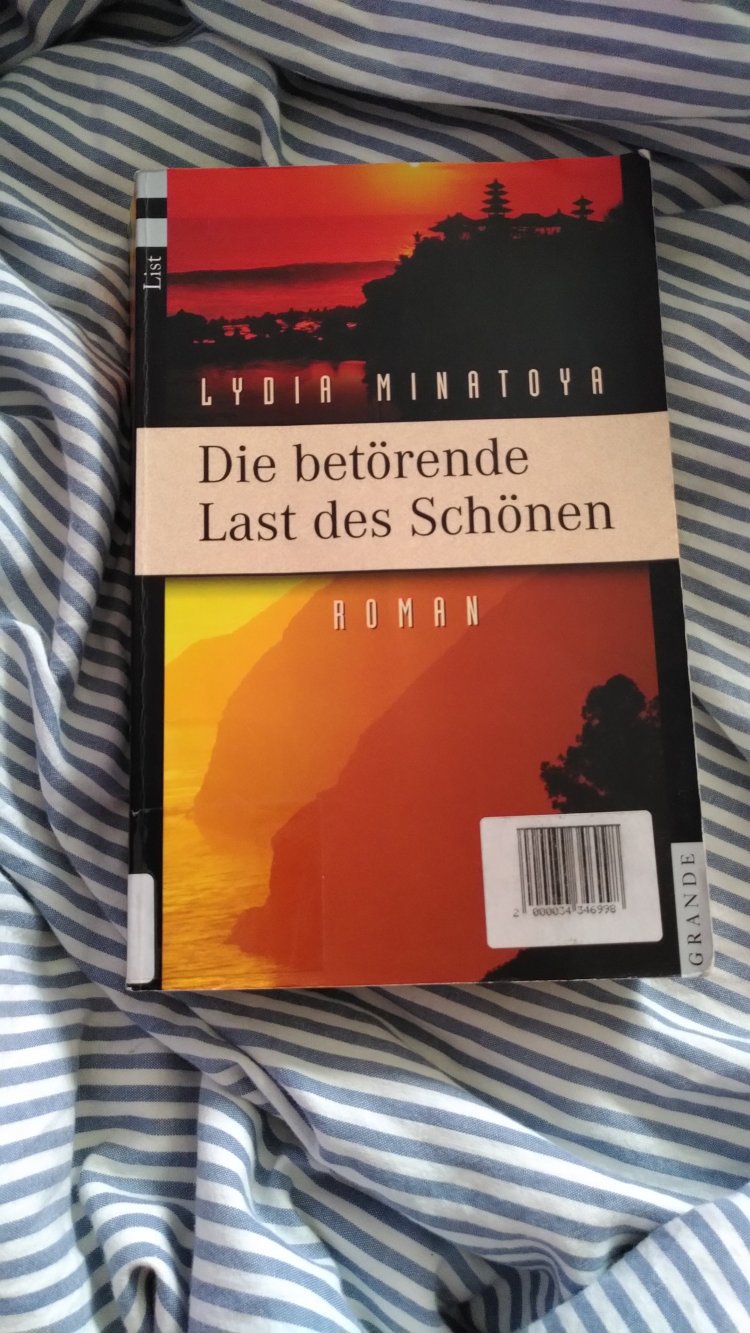 List
LYDIA MINATOYA
Die betörende
Last des Schönen
ROMAN
2 000034 346998
GRANDE